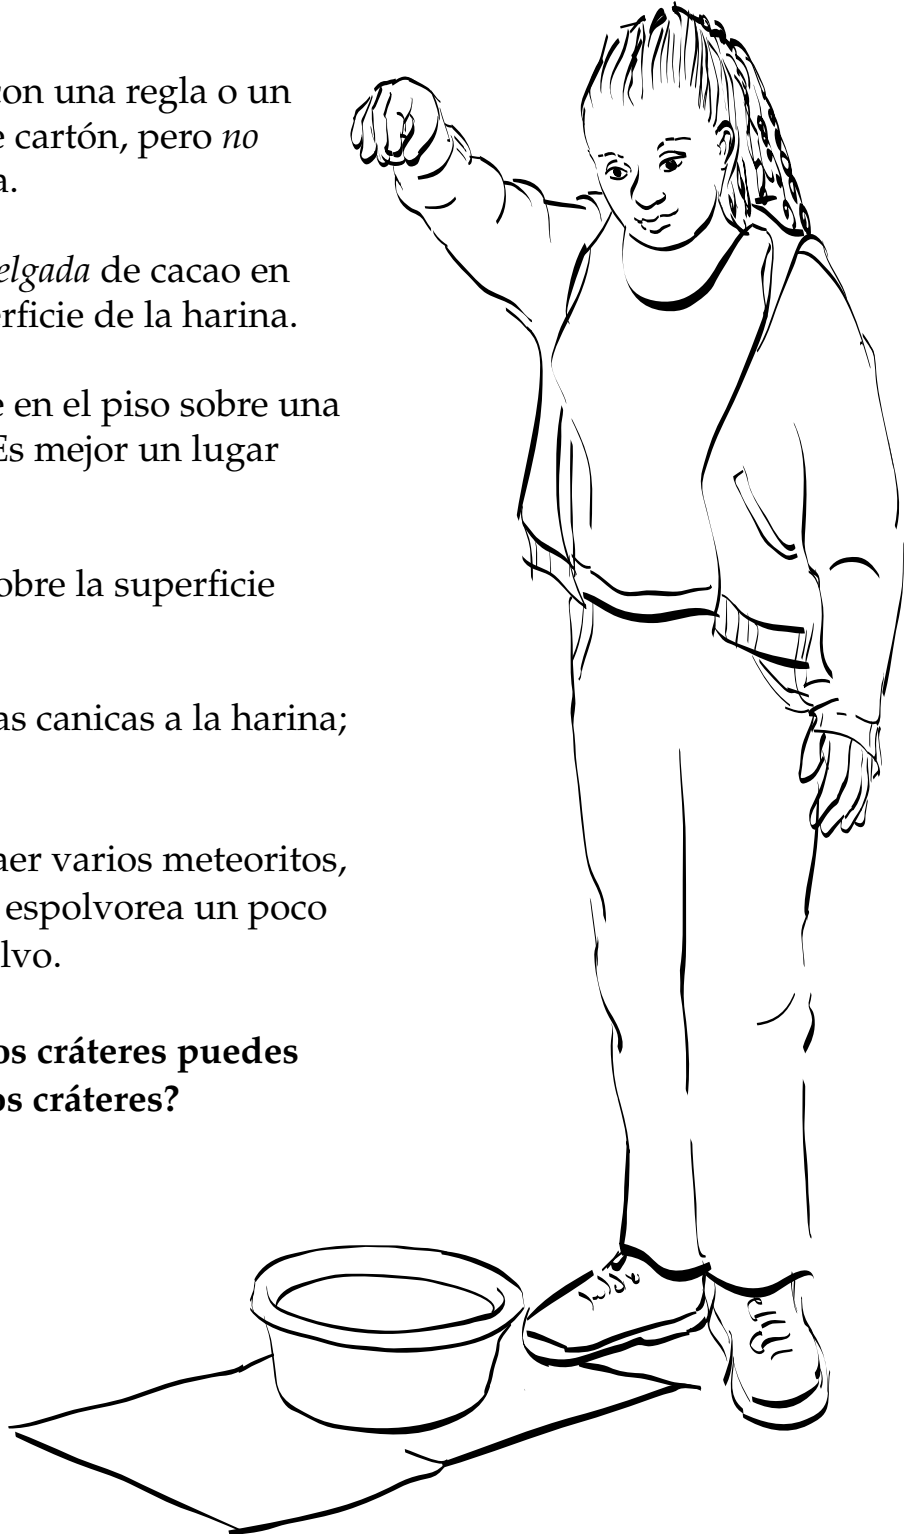 con una regla o un
e cartón, pero no
a.
elgada de cacao en
erficie de la harina.
e en el piso sobre una
Es mejor un lugar
obre la superficie
as canicas a la harina;
aer varios meteoritos,
espolvorea un poco
lvo.
os cráteres puedes
os cráteres?